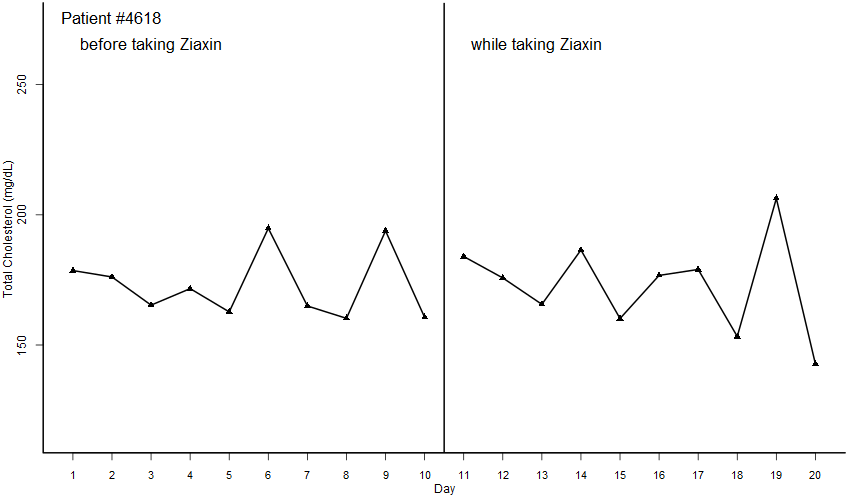 Patient #4618
before taking Ziaxin
while taking Ziaxin
Total Cholesterol (mg/dL)
250
200
150
1 2 3 4 5 6 7 8 9 10 11 12 13 14 15 16 17 18 19 20
Day